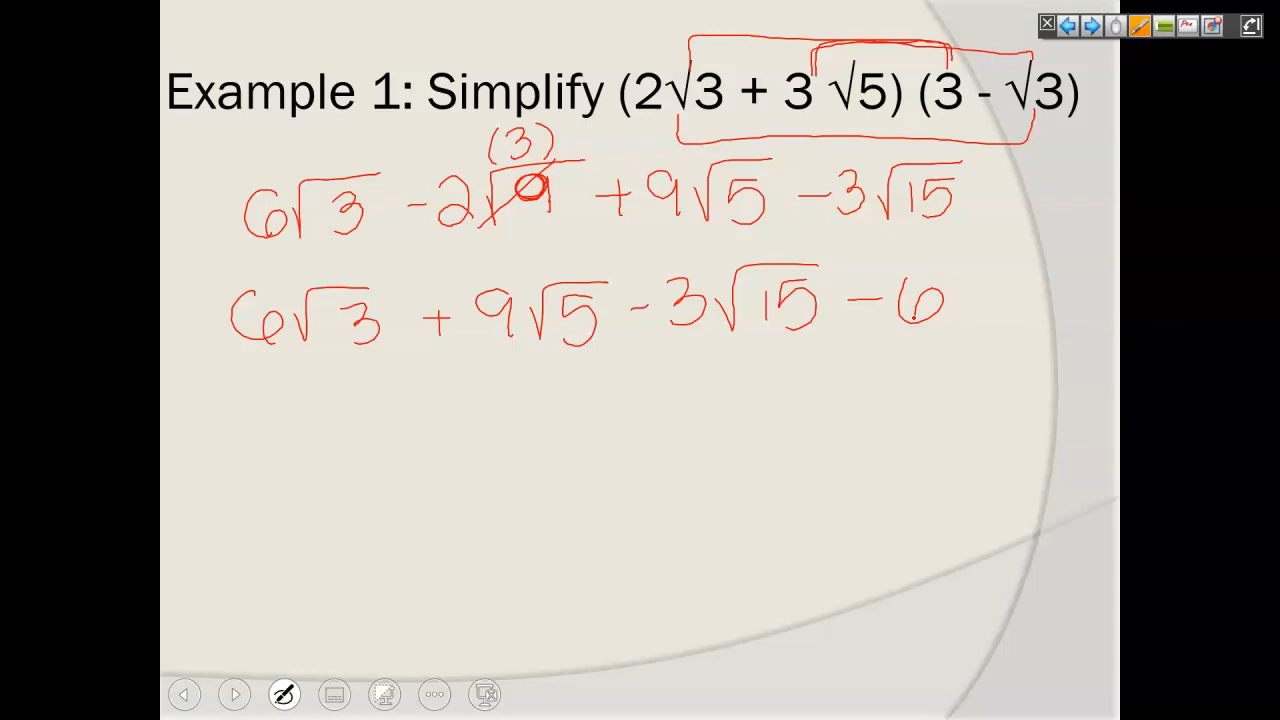 Example 1: Simplify (2√3 + 3 √5) (3 - √3)
(3)
6√3 - 2√9 + 9√5 - 3√15
6√3 + 9√5 - 3√15 - 6